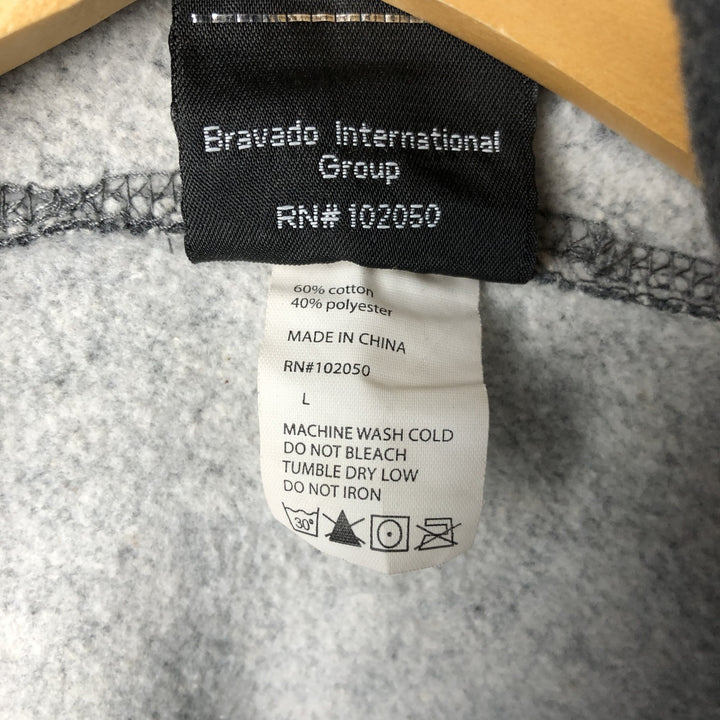 Bravado International
Group
RN# 102050
60% cotton
40% polyester
MADE IN CHINA
RN#102050
L
MACHINE WASH COLD
DO NOT BLEACH
TUMBLE DRY LOW
DO NOT IRON
30°